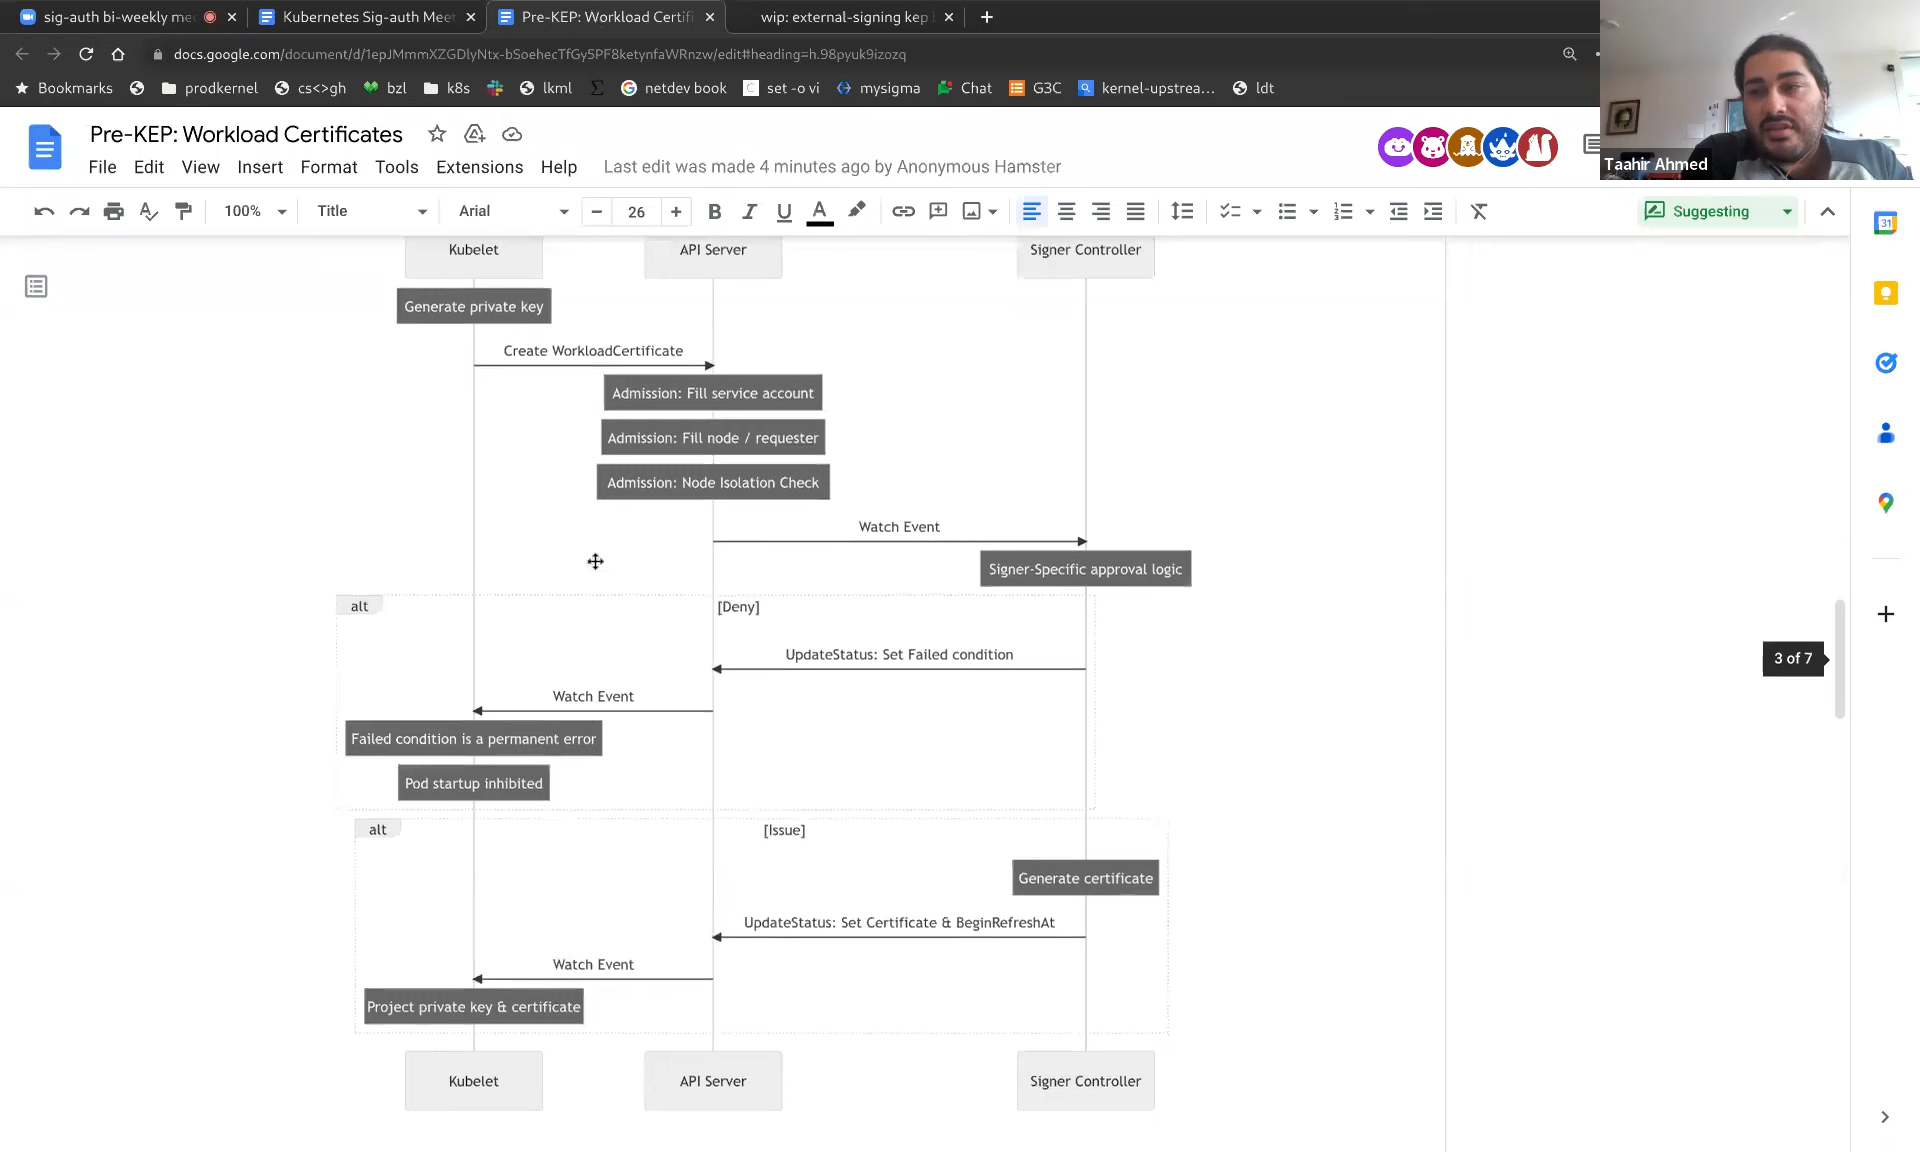 sig-auth bi-weekly me
Kubernetes Sig-auth Meet
Pre-KEP: Workload Certifi
wip: external-signing kep
docs.google.com/document/d/1epJMmmXZGDlyNtx-bSoehecTfGy5PF8ketynfaWRnzw/edit#heading=h.98pyuk9izozq
Bookmarks prodkernel cs<>gh bzl k8s lkml netdev book set -o vi mysigma Chat G3C kernel-upstrea... ldt
Pre-KEP: Workload Certificates
File Edit View Insert Format Tools Extensions Help Last edit was made 4 minutes ago by Anonymous Hamster
Taahir Ahmed
100% Title Arial 26 B I U A Suggesting
31
Kubelet API Server Signer Controller
Generate private key
Create WorkloadCertificate
Admission: Fill service account
Admission: Fill node / requester
Admission: Node Isolation Check
Watch Event
Signer-Specific approval logic
alt [Deny]
UpdateStatus: Set Failed condition
3 of 7
Watch Event
Failed condition is a permanent error
Pod startup inhibited
alt [Issue]
Generate certificate
UpdateStatus: Set Certificate & BeginRefreshAt
Watch Event
Project private key & certificate
Kubelet API Server Signer Controller